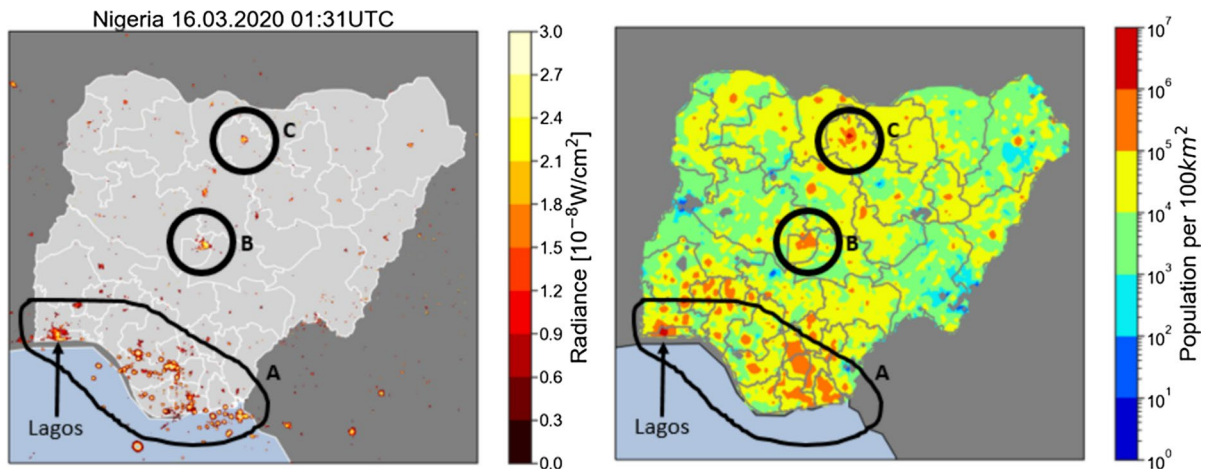 Nigeria 16.03.2020 01:31UTC
C
B
A
Lagos
3.0
2.7
2.4
2.1
1.8
1.5
1.2
0.9
0.6
0.3
0.0
Radiance [10⁻⁸W/cm²]
C
B
A
Lagos
10⁷
10⁶
10⁵
10⁴
10³
10²
10¹
10⁰
Population per 100km²